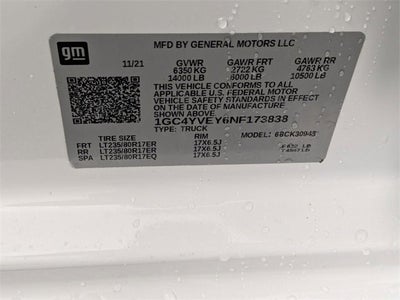 gm
MFD BY GENERAL MOTORS LLC
11/21 GVWR GAWR FRT GAWR RR
6350 KG 2722 KG 4763 KG
14000 LB 6000 LB 10500 LB
THIS VEHICLE CONFORMS TO ALL
APPLICABLE U.S. FEDERAL MOTOR
VEHICLE SAFETY STANDARDS IN
EFFECT ON THE DATE OF MANUFACTURE
SHOWN ABOVE.
1GC4YVEY6NF173838
TYPE: TRUCK MODEL:
TIRE SIZE RIM
FRT LT235/80R17ER 17X6.5J
RR LT235/80R17ER 17X6.5J
SPA LT235/80R17EQ 17X6.5J